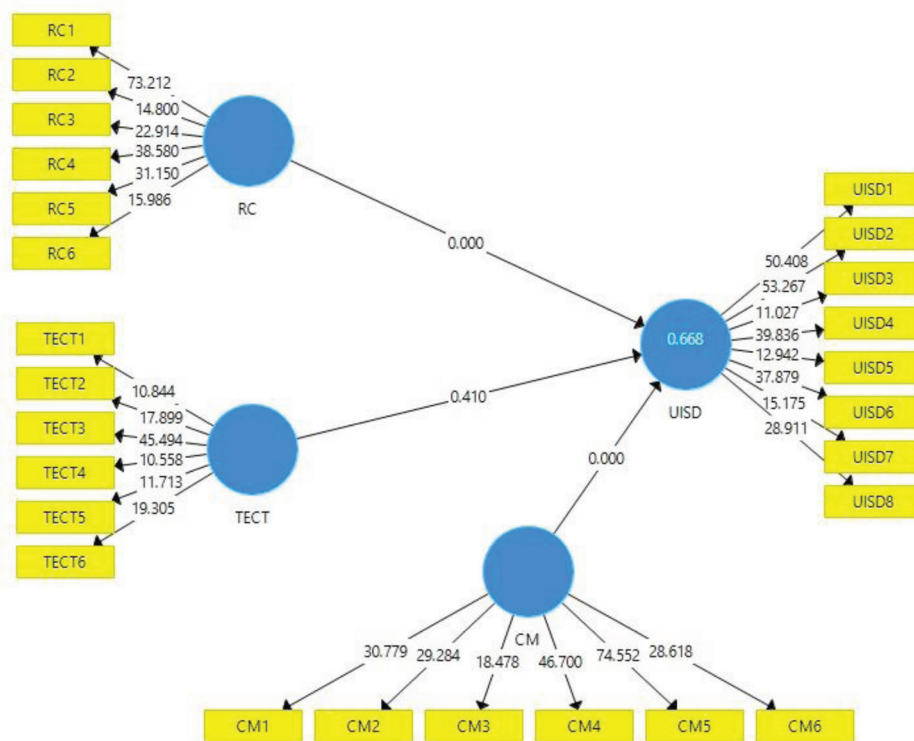 RC1
RC2
RC3
RC4
RC5
RC6
73.212
14.800
22.914
38.580
31.150
15.986
RC
0.000
TECT1
TECT2
TECT3
TECT4
TECT5
TECT6
10.844
17.899
45.494
10.558
11.713
19.305
TECT
0.410
0.668
UISD
50.408
53.267
11.027
39.836
12.942
37.879
15.175
28.911
UISD1
UISD2
UISD3
UISD4
UISD5
UISD6
UISD7
UISD8
0.000
CM
30.779
29.284
18.478
46.700
74.552
28.618
CM1
CM2
CM3
CM4
CM5
CM6